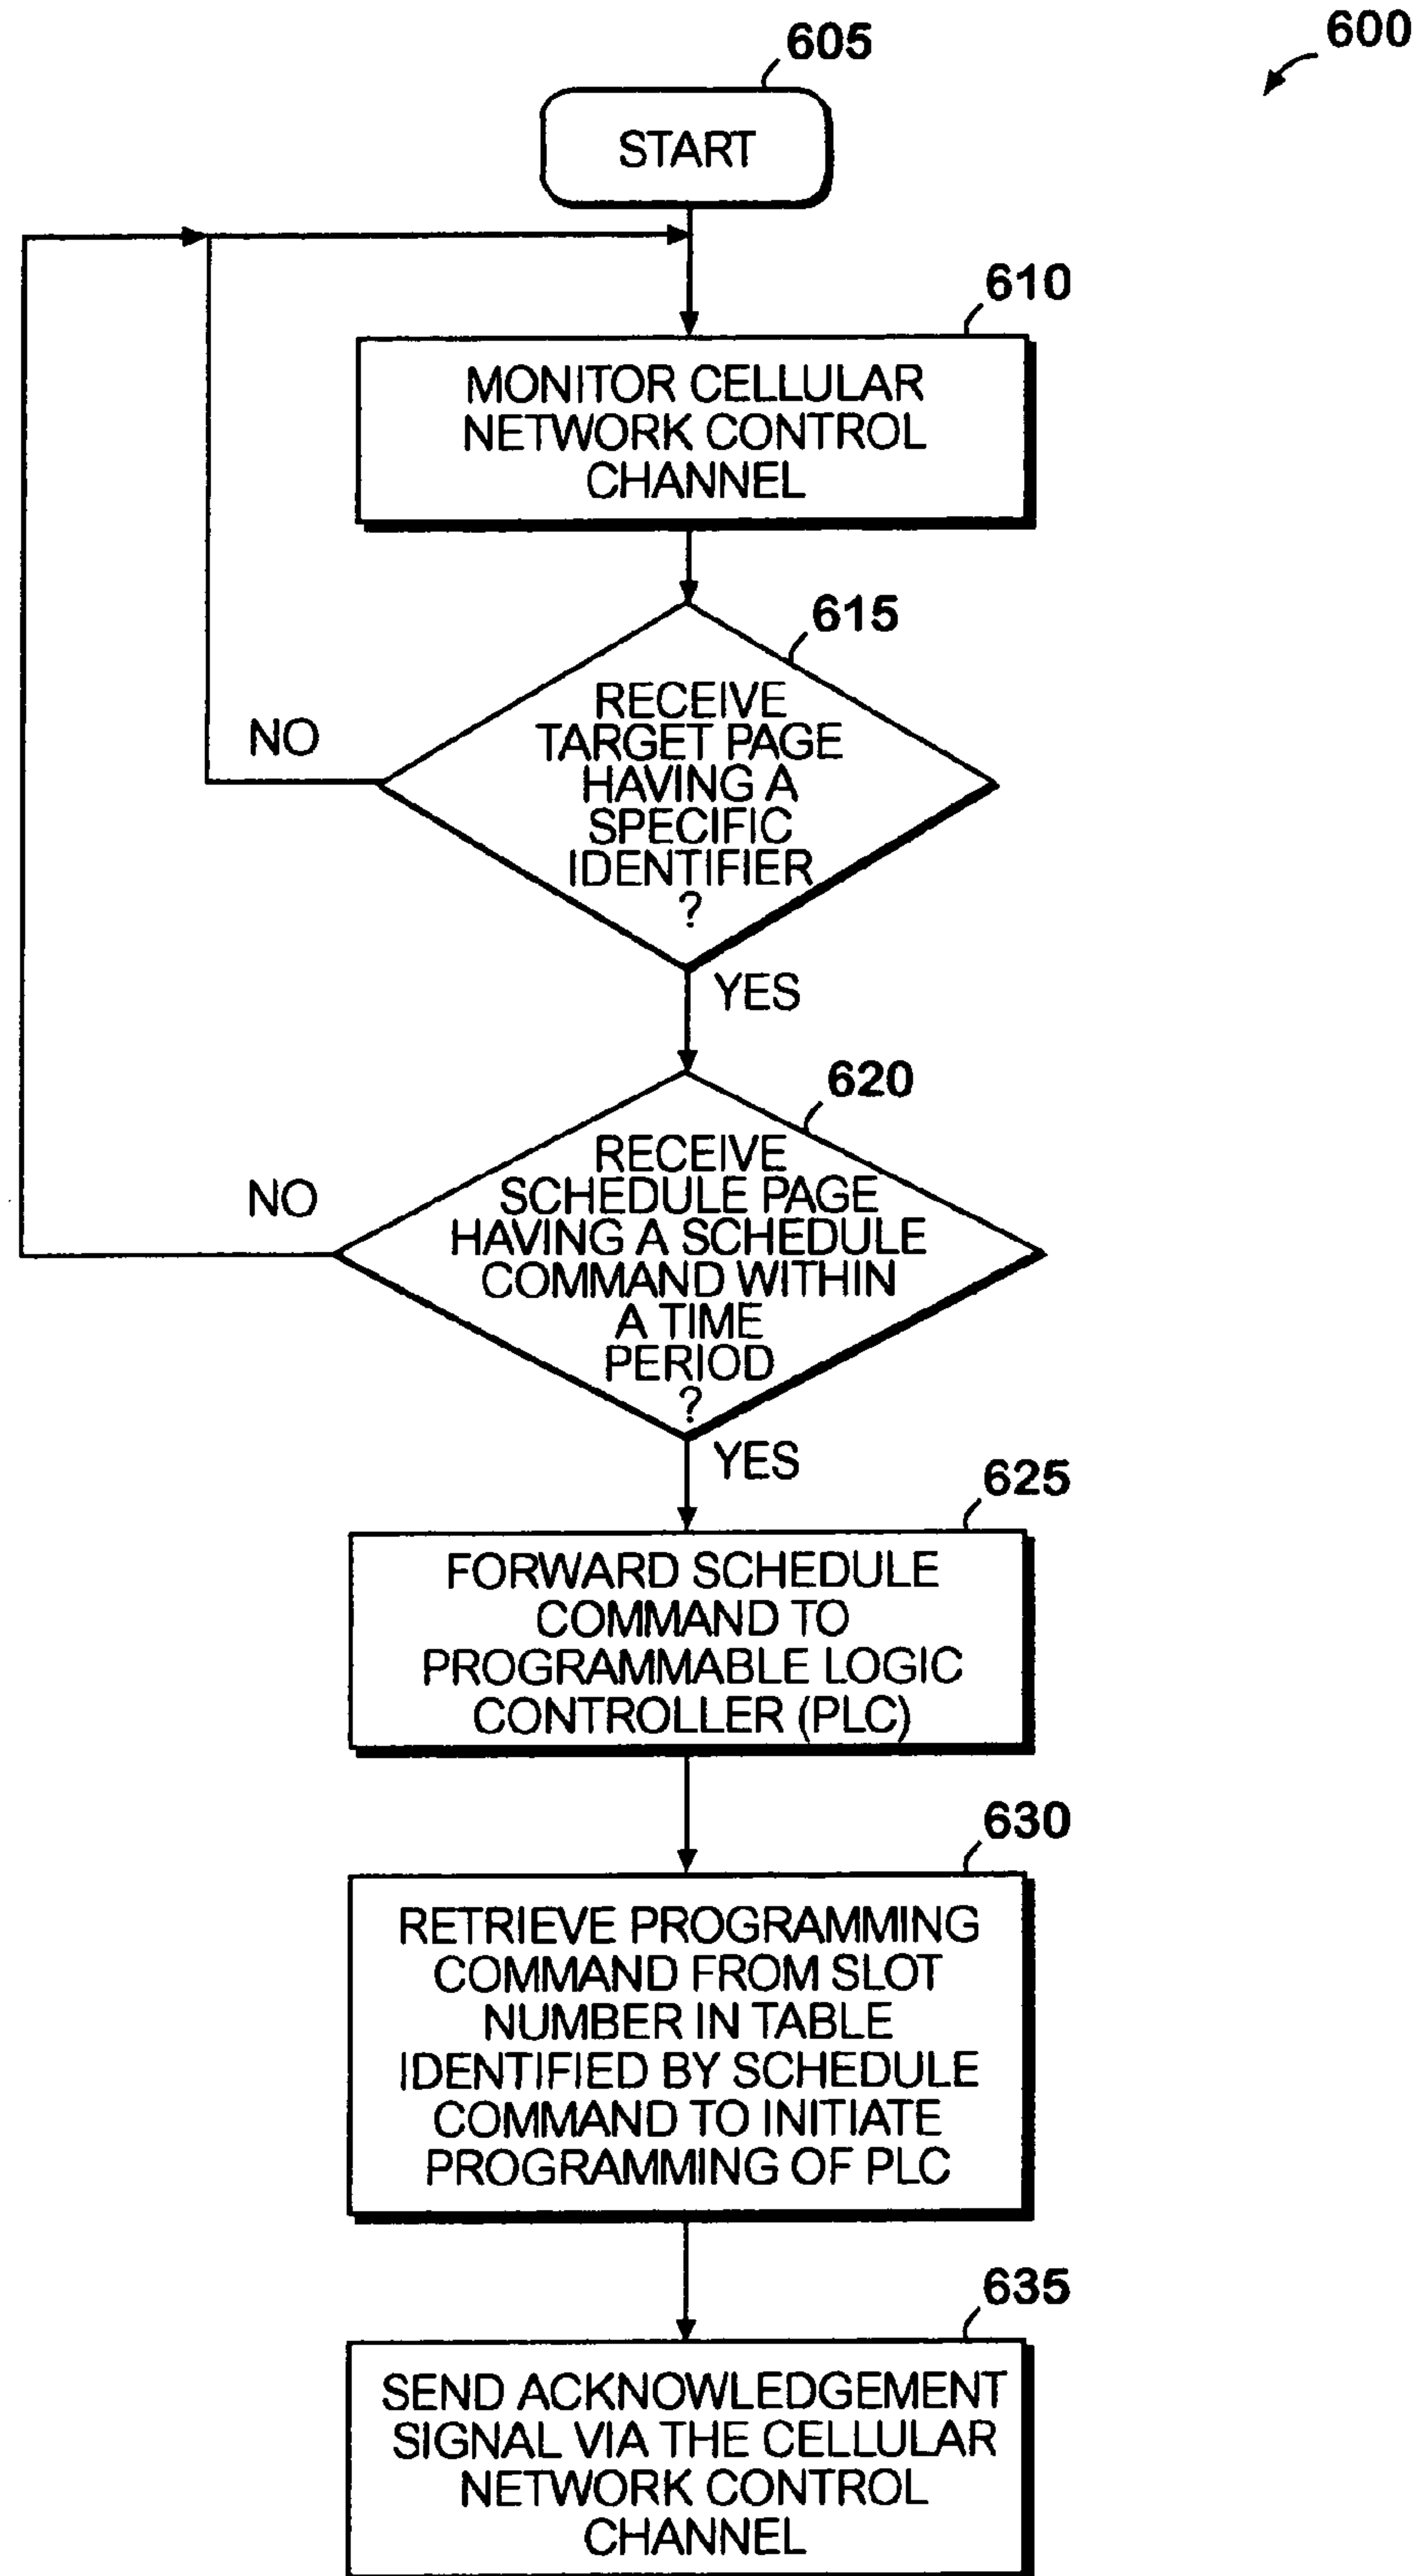 600
605
START
610
MONITOR CELLULAR
NETWORK CONTROL
CHANNEL
615
RECEIVE
TARGET PAGE
HAVING A
SPECIFIC
IDENTIFIER
?
NO
YES
620
RECEIVE
SCHEDULE PAGE
HAVING A SCHEDULE
COMMAND WITHIN
A TIME
PERIOD
?
NO
YES
625
FORWARD SCHEDULE
COMMAND TO
PROGRAMMABLE LOGIC
CONTROLLER (PLC)
630
RETRIEVE PROGRAMMING
COMMAND FROM SLOT
NUMBER IN TABLE
IDENTIFIED BY SCHEDULE
COMMAND TO INITIATE
PROGRAMMING OF PLC
635
SEND ACKNOWLEDGEMENT
SIGNAL VIA THE CELLULAR
NETWORK CONTROL
CHANNEL